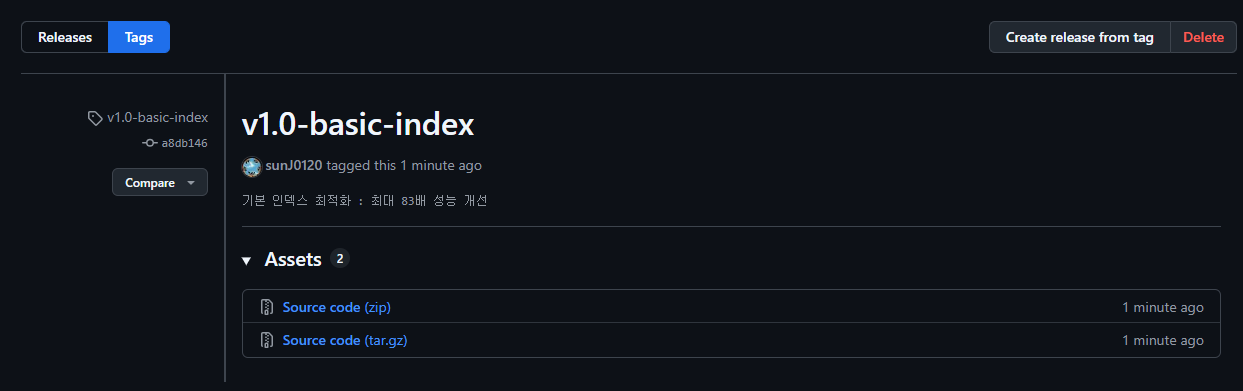 Releases Tags Create release from tag Delete
v1.0-basic-index
a8db146
Compare
v1.0-basic-index
sunJ0120 tagged this 1 minute ago
기본 인덱스 최적화 : 최대 83배 성능 개선
Assets 2
Source code (zip) 1 minute ago
Source code (tar.gz) 1 minute ago